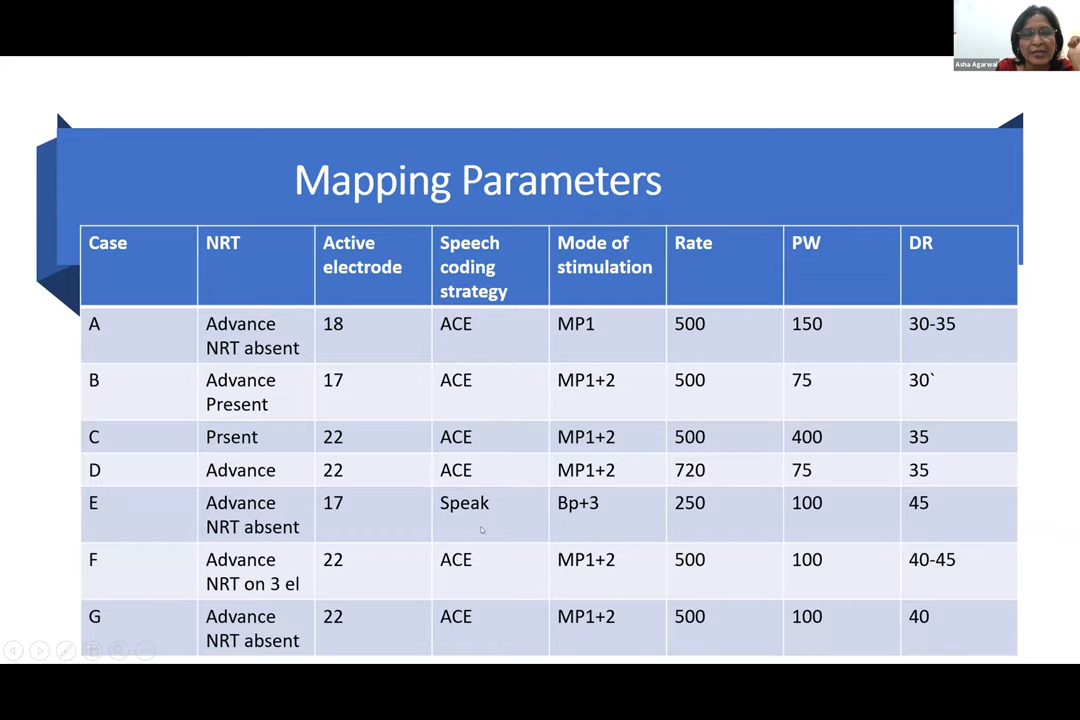 Asha Agarwal
Mapping Parameters
Case NRT Active electrode Speech coding strategy Mode of stimulation Rate PW DR
A Advance NRT absent 18 ACE MP1 500 150 30-35
B Advance Present 17 ACE MP1+2 500 75 30`
C Prsent 22 ACE MP1+2 500 400 35
D Advance 22 ACE MP1+2 720 75 35
E Advance NRT absent 17 Speak Bp+3 250 100 45
F Advance NRT on 3 el 22 ACE MP1+2 500 100 40-45
G Advance NRT absent 22 ACE MP1+2 500 100 40